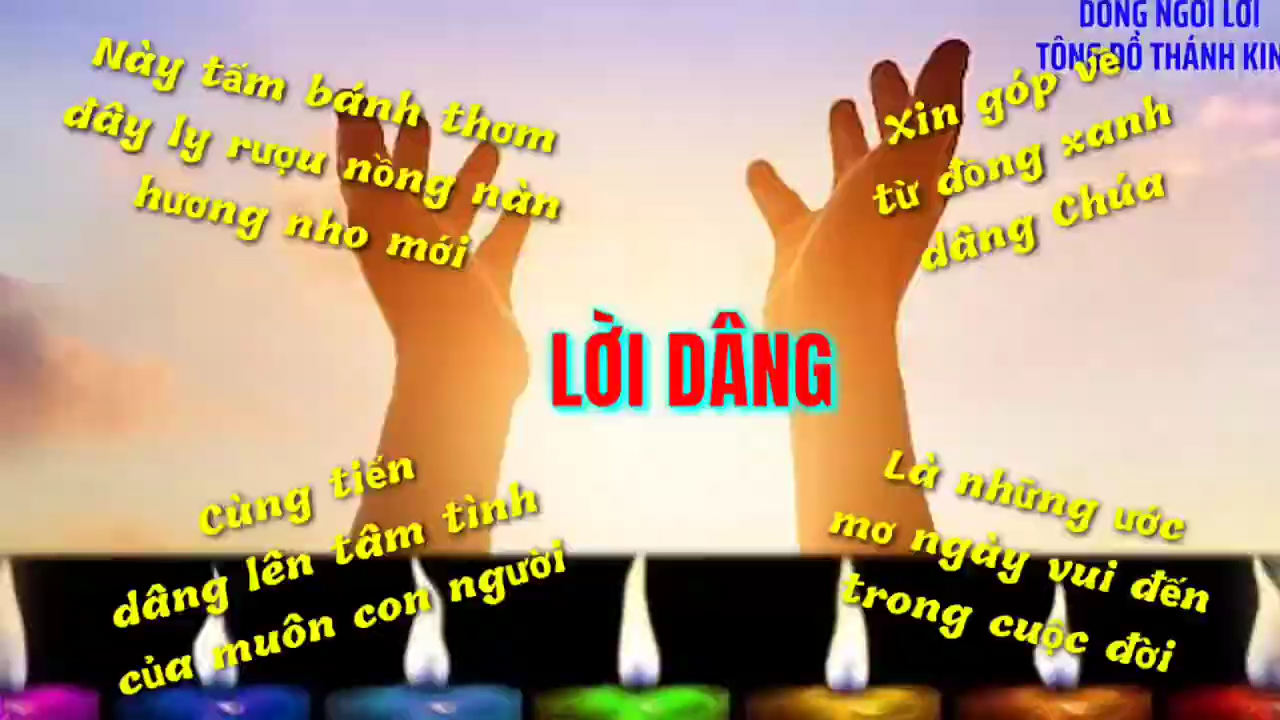 DÒNG NGÔI LỜI
TÔNG ĐỒ THÁNH KIN
Này tấm bánh thơm
đây ly rượu nồng nàn
hương nho mới
Xin góp về
từ đồng xanh
dâng Chúa
LỜI DÂNG
Cùng tiến
dâng lên tâm tình
của muôn con người
Là những ước
mơ ngày vui đến
trong cuộc đời